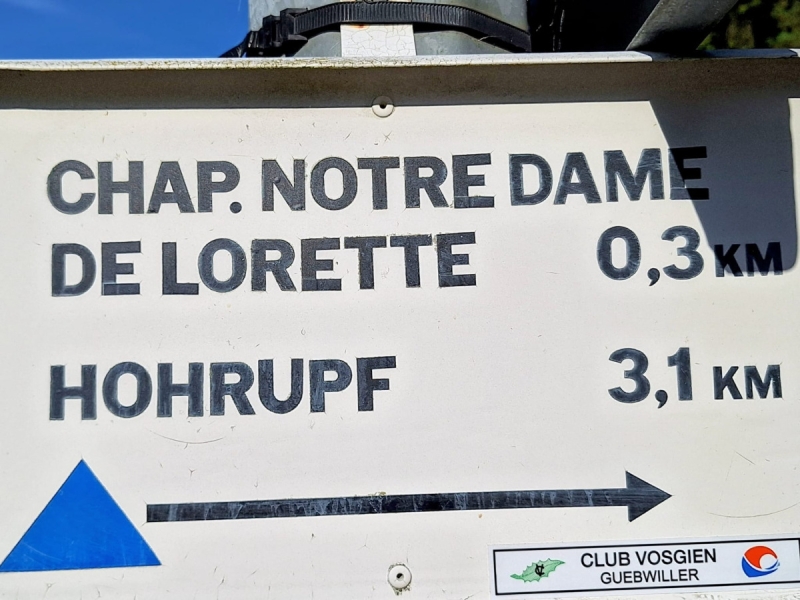 CHAP. NOTRE DAME
DE LORETTE 0,3 KM
HOHRUPF 3,1 KM
CLUB VOSGIEN
GUEBWILLER